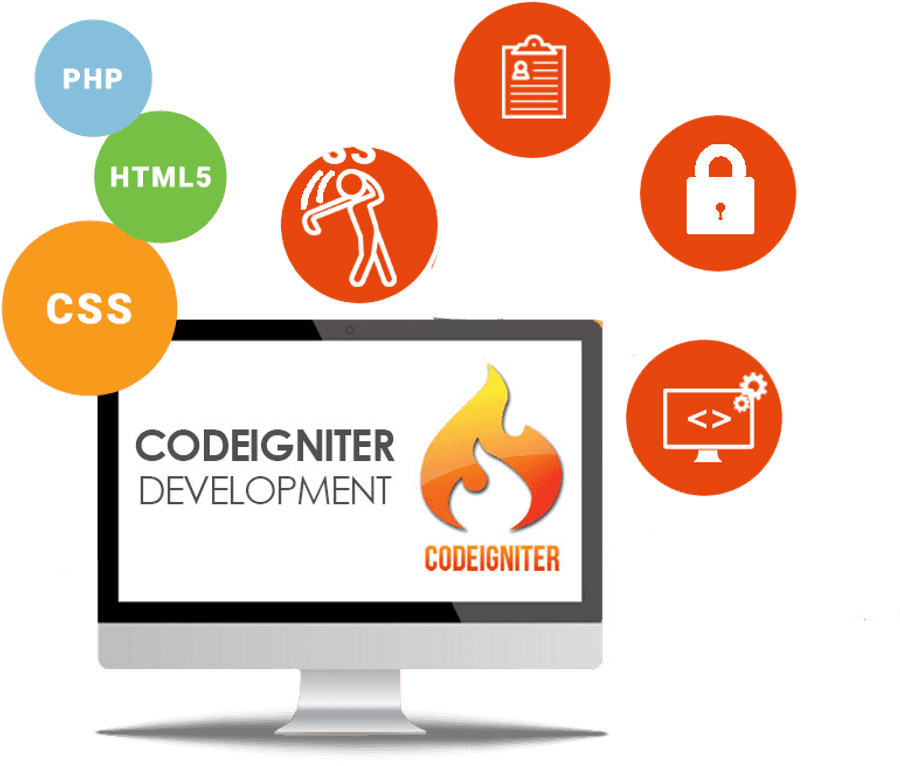 PHP
HTML5
CSS
CODEIGNITER
DEVELOPMENT
CODEIGNITER
< >